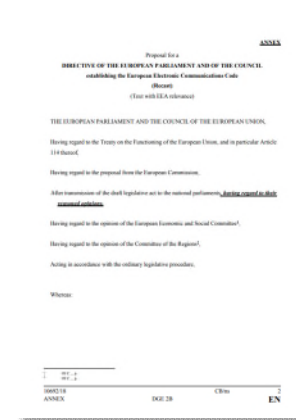 ANNEX
Proposal for a
DIRECTIVE OF THE EUROPEAN PARLIAMENT AND OF THE COUNCIL
establishing the European Electronic Communications Code
(Recast)
(Text with EEA relevance)
THE EUROPEAN PARLIAMENT AND THE COUNCIL OF THE EUROPEAN UNION,
Having regard to the Treaty on the Functioning of the European Union, and in particular Article
114 thereof,
Having regard to the proposal from the European Commission,
After transmission of the draft legislative act to the national parliaments, having regard to their
reasoned opinions,
Having regard to the opinion of the European Economic and Social Committee¹,
Having regard to the opinion of the Committee of the Regions²,
Acting in accordance with the ordinary legislative procedure,
Whereas:
10692/18
2
ANNEX
DGE 2B
EN